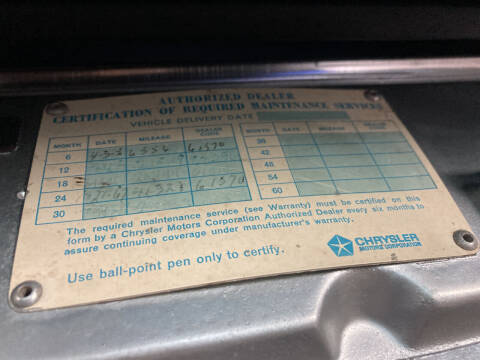 AUTHORIZED DEALER
CERTIFICATION OF REQUIRED MAINTENANCE SERVICES
VEHICLE DELIVERY DATE
MONTH DATE MILEAGE DEALER CODE
6 61570
12
18
24 61570
30
MONTH DATE MILEAGE DEALER CODE
36
42
48
54
60
The required maintenance service (see Warranty) must be certified on this
form by a Chrysler Motors Corporation Authorized Dealer every six months to
assure continuing coverage under manufacturer's warranty.
Use ball-point pen only to certify.
CHRYSLER
MOTORS CORPORATION